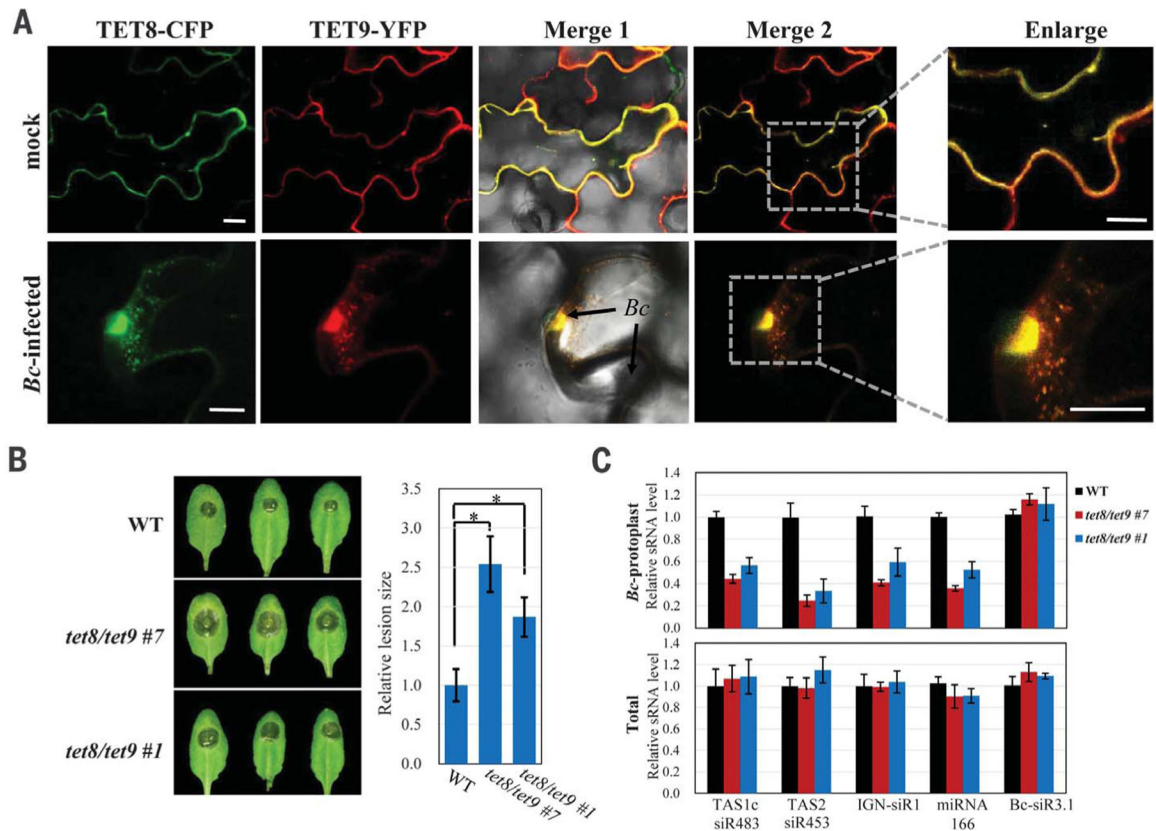 A
TET8-CFP
TET9-YFP
Merge 1
Merge 2
Enlarge
mock
Bc-infected
Bc
B
WT
tet8/tet9 #7
tet8/tet9 #1
Relative lesion size
3.5
3.0
2.5
2.0
1.5
1.0
0.5
0.0
*
*
WT
tet8/tet9 #7
tet8/tet9 #1
C
Bc-protoplast
Relative sRNA level
1.4
1.2
1.0
0.8
0.6
0.4
0.2
0.0
WT
tet8/tet9 #7
tet8/tet9 #1
Total
Relative sRNA level
1.4
1.2
1.0
0.8
0.6
0.4
0.2
0.0
TAS1c
siR483
TAS2
siR453
IGN-siR1
miRNA
166
Bc-siR3.1